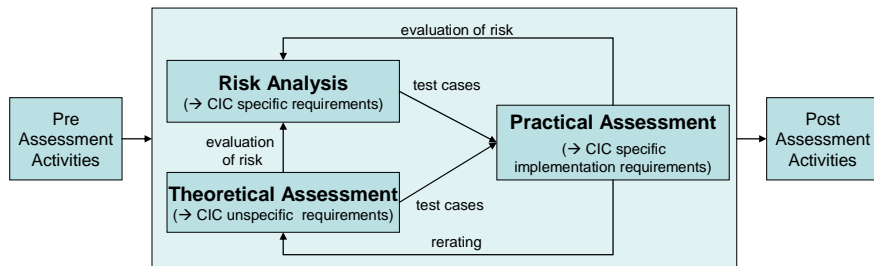 evaluation of risk
Risk Analysis
(→ CIC specific requirements)
test cases
Pre
Assessment
Activities
Practical Assessment
(→ CIC specific
implementation requirements)
Post
Assessment
Activities
evaluation
of risk
Theoretical Assessment
(→ CIC unspecific requirements)
test cases
rerating